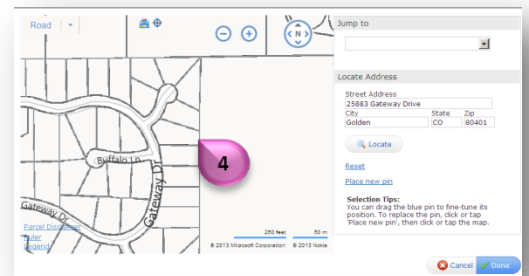 Road
N
Jump to
Locate Address
Street Address
25883 Gateway Drive
City State Zip
Golden CO 80401
Locate
Reset
Place new pin
Selection Tips:
You can drag the blue pin to fine-tune its
position. To replace the pin, click or tap
'Place new pin', then click or tap the map.
Buffalo Ln
4
Gateway Dr
Gateway Dr
Parcel Disclaimer
Ruler
Legend
250 feet 50 m
© 2013 Microsoft Corporation © 2013 Nokia
Cancel Done